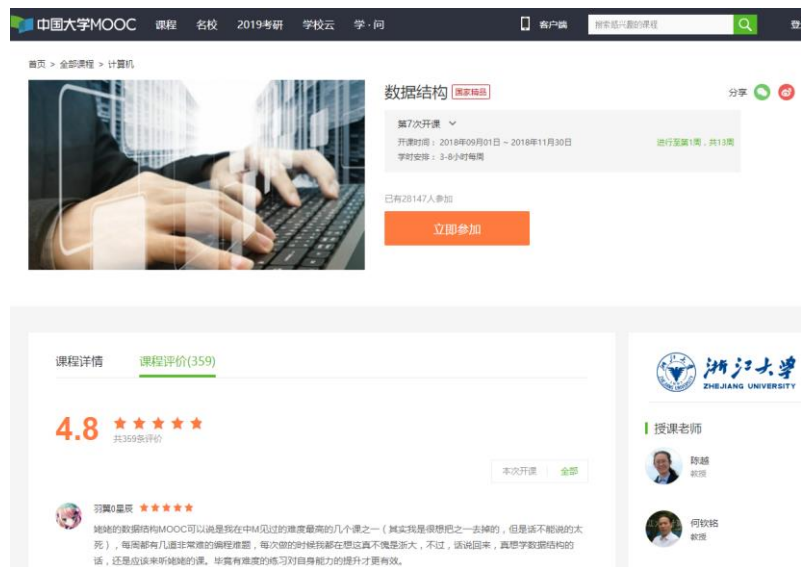 中国大学MOOC 课程 名校 2019考研 学校云 学·问 客户端 搜索感兴趣的课程 登
首页 > 全部课程 > 计算机
数据结构 国家精品 分享
第7次开课
开课时间： 2018年09月01日 ~ 2018年11月30日 进行至第1周，共13周
学时安排： 3-8小时每周
已有28147人参加
立即参加
课程详情 课程评价(359)
浙江大学
ZHEJIANG UNIVERSITY
4.8
共359条评价
授课老师
本次开课 全部
陈越
教授
羽翼0星辰
姥姥的数据结构MOOC可以说是我在中M见过的难度最高的几个课之一（其实我是很想把之一去掉的，但是话不能说的太
死），每周都有几道非常难的编程难题，每次做的时候我都在想这真不愧是浙大，不过，话说回来，真想学数据结构的
话，还是应该来听姥姥的课。毕竟有难度的练习对自身能力的提升才更有效。
何钦铭
教授